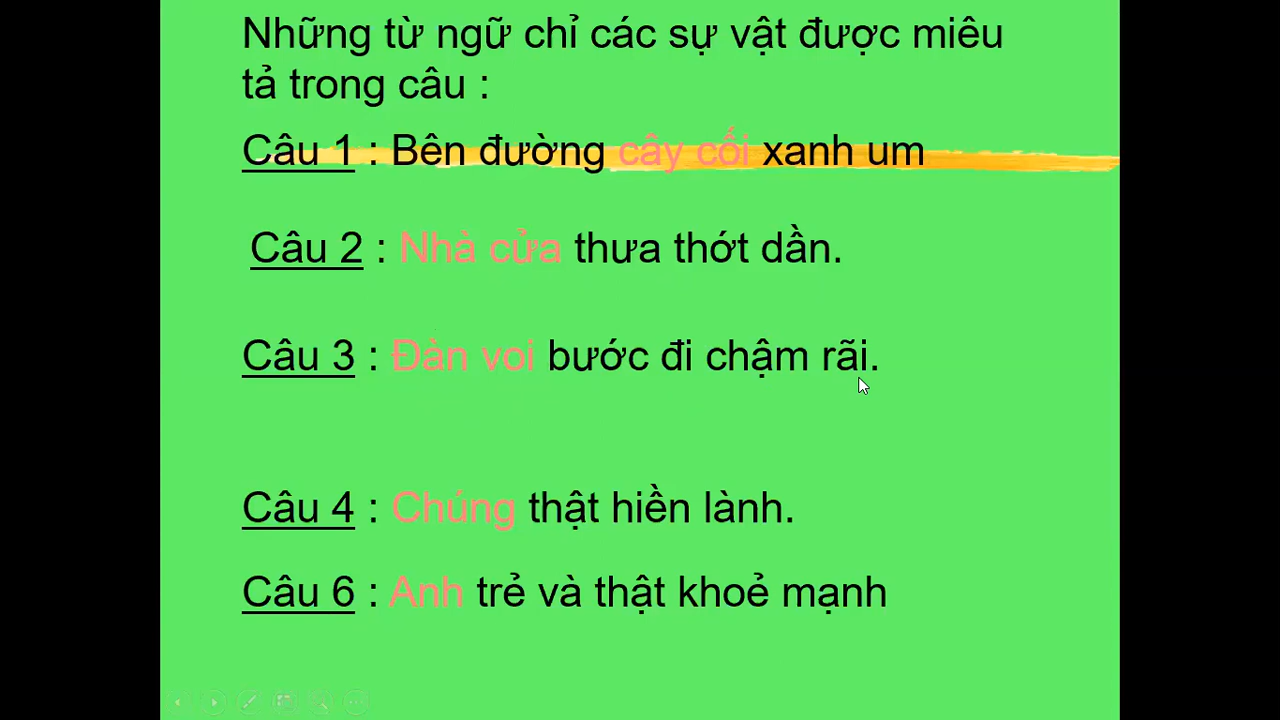 Những từ ngữ chỉ các sự vật được miêu
tả trong câu :
Câu 1 : Bên đường cây cối xanh um
Câu 2 : Nhà cửa thưa thớt dần.
Câu 3 : Đàn voi bước đi chậm rãi.
Câu 4 : Chúng thật hiền lành.
Câu 6 : Anh trẻ và thật khoẻ mạnh